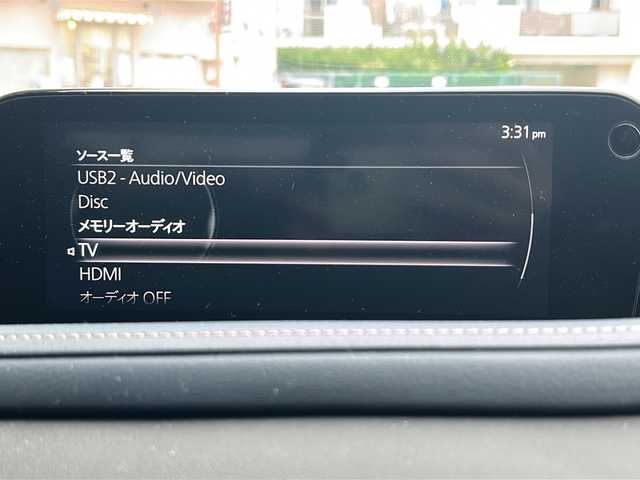 3:31pm
ソース一覧
USB2 - Audio/Video
Disc
メモリーオーディオ
TV
HDMI
オーディオ OFF